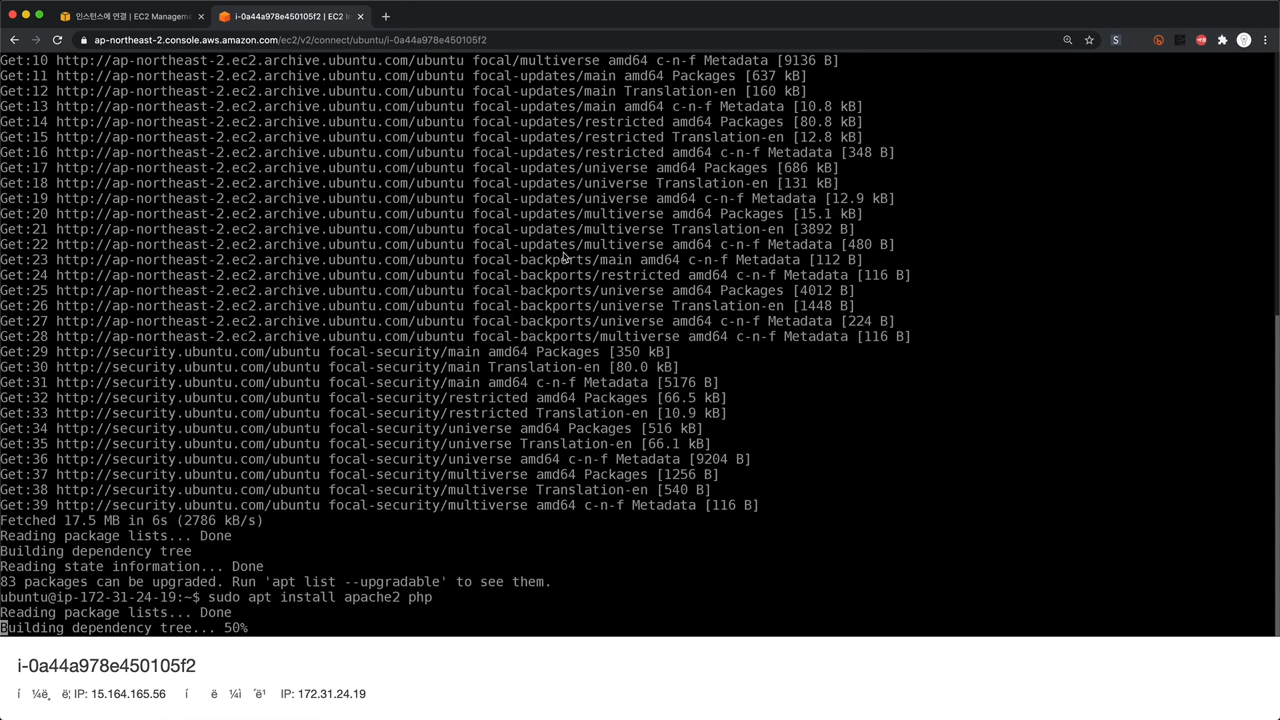 인스턴스에 연결 | EC2 Manageme
i-0a44a978e450105f2 | EC2 I
ap-northeast-2.console.aws.amazon.com/ec2/v2/connect/ubuntu/i-0a44a978e450105f2
Get:10 http://ap-northeast-2.ec2.archive.ubuntu.com/ubuntu focal/multiverse amd64 c-n-f Metadata [9136 B]
Get:11 http://ap-northeast-2.ec2.archive.ubuntu.com/ubuntu focal-updates/main amd64 Packages [637 kB]
Get:12 http://ap-northeast-2.ec2.archive.ubuntu.com/ubuntu focal-updates/main Translation-en [160 kB]
Get:13 http://ap-northeast-2.ec2.archive.ubuntu.com/ubuntu focal-updates/main amd64 c-n-f Metadata [10.8 kB]
Get:14 http://ap-northeast-2.ec2.archive.ubuntu.com/ubuntu focal-updates/restricted amd64 Packages [80.8 kB]
Get:15 http://ap-northeast-2.ec2.archive.ubuntu.com/ubuntu focal-updates/restricted Translation-en [12.8 kB]
Get:16 http://ap-northeast-2.ec2.archive.ubuntu.com/ubuntu focal-updates/restricted amd64 c-n-f Metadata [348 B]
Get:17 http://ap-northeast-2.ec2.archive.ubuntu.com/ubuntu focal-updates/universe amd64 Packages [686 kB]
Get:18 http://ap-northeast-2.ec2.archive.ubuntu.com/ubuntu focal-updates/universe Translation-en [131 kB]
Get:19 http://ap-northeast-2.ec2.archive.ubuntu.com/ubuntu focal-updates/universe amd64 c-n-f Metadata [12.9 kB]
Get:20 http://ap-northeast-2.ec2.archive.ubuntu.com/ubuntu focal-updates/multiverse amd64 Packages [15.1 kB]
Get:21 http://ap-northeast-2.ec2.archive.ubuntu.com/ubuntu focal-updates/multiverse Translation-en [3892 B]
Get:22 http://ap-northeast-2.ec2.archive.ubuntu.com/ubuntu focal-updates/multiverse amd64 c-n-f Metadata [480 B]
Get:23 http://ap-northeast-2.ec2.archive.ubuntu.com/ubuntu focal-backports/main amd64 c-n-f Metadata [112 B]
Get:24 http://ap-northeast-2.ec2.archive.ubuntu.com/ubuntu focal-backports/restricted amd64 c-n-f Metadata [116 B]
Get:25 http://ap-northeast-2.ec2.archive.ubuntu.com/ubuntu focal-backports/universe amd64 Packages [4012 B]
Get:26 http://ap-northeast-2.ec2.archive.ubuntu.com/ubuntu focal-backports/universe Translation-en [1448 B]
Get:27 http://ap-northeast-2.ec2.archive.ubuntu.com/ubuntu focal-backports/universe amd64 c-n-f Metadata [224 B]
Get:28 http://ap-northeast-2.ec2.archive.ubuntu.com/ubuntu focal-backports/multiverse amd64 c-n-f Metadata [116 B]
Get:29 http://security.ubuntu.com/ubuntu focal-security/main amd64 Packages [350 kB]
Get:30 http://security.ubuntu.com/ubuntu focal-security/main Translation-en [80.0 kB]
Get:31 http://security.ubuntu.com/ubuntu focal-security/main amd64 c-n-f Metadata [5176 B]
Get:32 http://security.ubuntu.com/ubuntu focal-security/restricted amd64 Packages [66.5 kB]
Get:33 http://security.ubuntu.com/ubuntu focal-security/restricted Translation-en [10.9 kB]
Get:34 http://security.ubuntu.com/ubuntu focal-security/universe amd64 Packages [516 kB]
Get:35 http://security.ubuntu.com/ubuntu focal-security/universe Translation-en [66.1 kB]
Get:36 http://security.ubuntu.com/ubuntu focal-security/universe amd64 c-n-f Metadata [9204 B]
Get:37 http://security.ubuntu.com/ubuntu focal-security/multiverse amd64 Packages [1256 B]
Get:38 http://security.ubuntu.com/ubuntu focal-security/multiverse Translation-en [540 B]
Get:39 http://security.ubuntu.com/ubuntu focal-security/multiverse amd64 c-n-f Metadata [116 B]
Fetched 17.5 MB in 6s (2786 kB/s)
Reading package lists... Done
Building dependency tree
Reading state information... Done
83 packages can be upgraded. Run 'apt list --upgradable' to see them.
ubuntu@ip-172-31-24-19:~$ sudo apt install apache2 php
Reading package lists... Done
Building dependency tree... 50%
i-0a44a978e450105f2
IP: 15.164.165.56 IP: 172.31.24.19